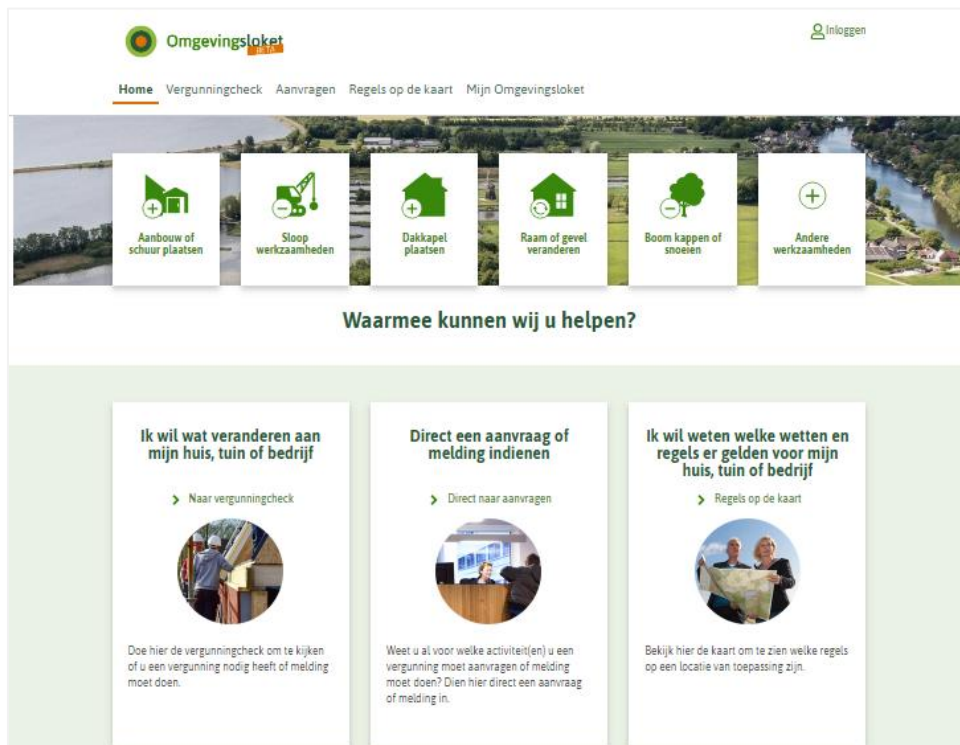 Omgevingsloket
BETA
Inloggen
Home Vergunningcheck Aanvragen Regels op de kaart Mijn Omgevingsloket
Aanbouw of
schuur plaatsen
Sloop
werkzaamheden
Dakkapel
plaatsen
Raam of gevel
veranderen
Boom kappen of
snoeien
Andere
werkzaamheden
Waarmee kunnen wij u helpen?
Ik wil wat veranderen aan
mijn huis, tuin of bedrijf
Naar vergunningcheck
Doe hier de vergunningcheck om te kijken
of u een vergunning nodig heeft of melding
moet doen.
Direct een aanvraag of
melding indienen
Direct naar aanvragen
Weet u al voor welke activiteit(en) u een
vergunning moet aanvragen of melding
moet doen? Dien hier direct een aanvraag
of melding in.
Ik wil weten welke wetten en
regels er gelden voor mijn
huis, tuin of bedrijf
Regels op de kaart
Bekijk hier de kaart om te zien welke regels
op een locatie van toepassing zijn.